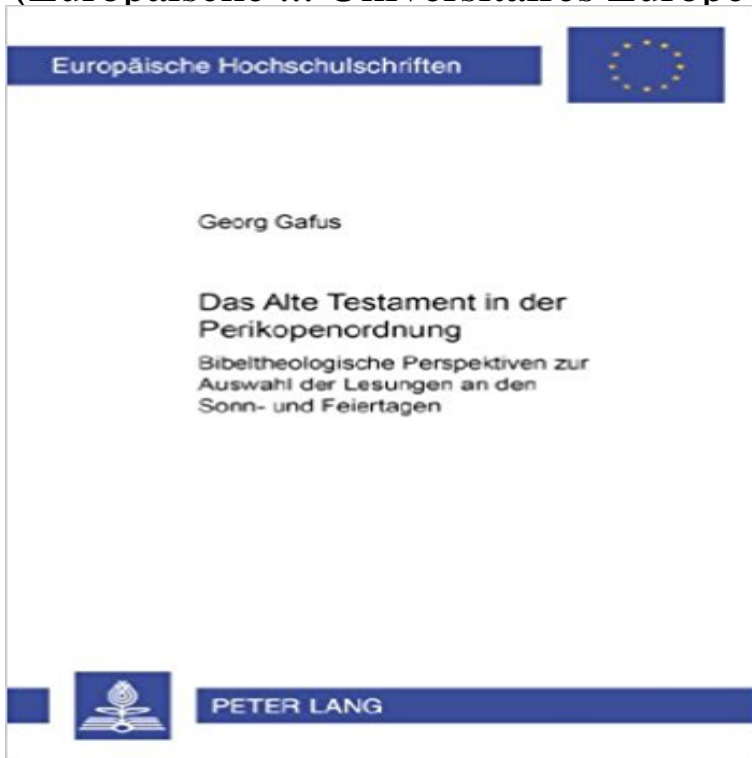 Europäische Hochschulschriften
Georg Gafus
Das Alte Testament in der
Perikopenordnung
Bibeltheologische Perspektiven zur
Auswahl der Lesungen an den
Sonn- und Feiertagen
PETER LANG